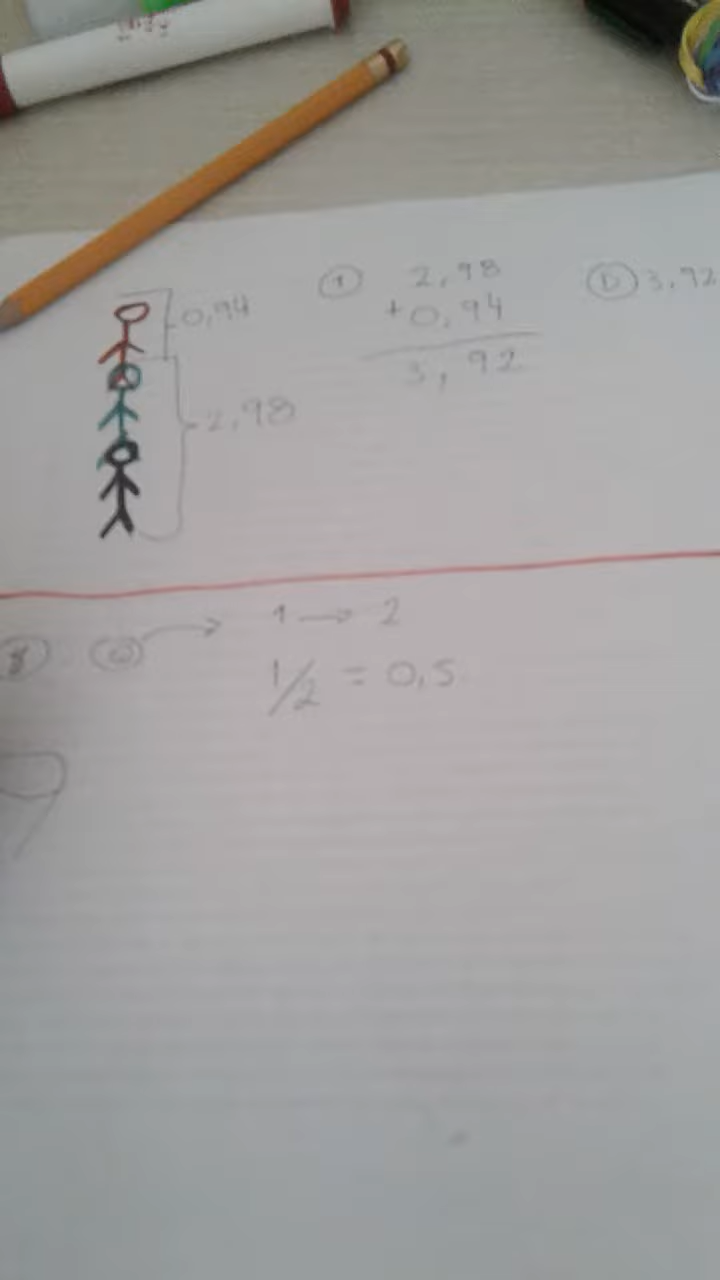 0,94
2,98
1 2,98
+0,94
3,92
b 3,92
8 a → 1 → 2
1/2 = 0,5